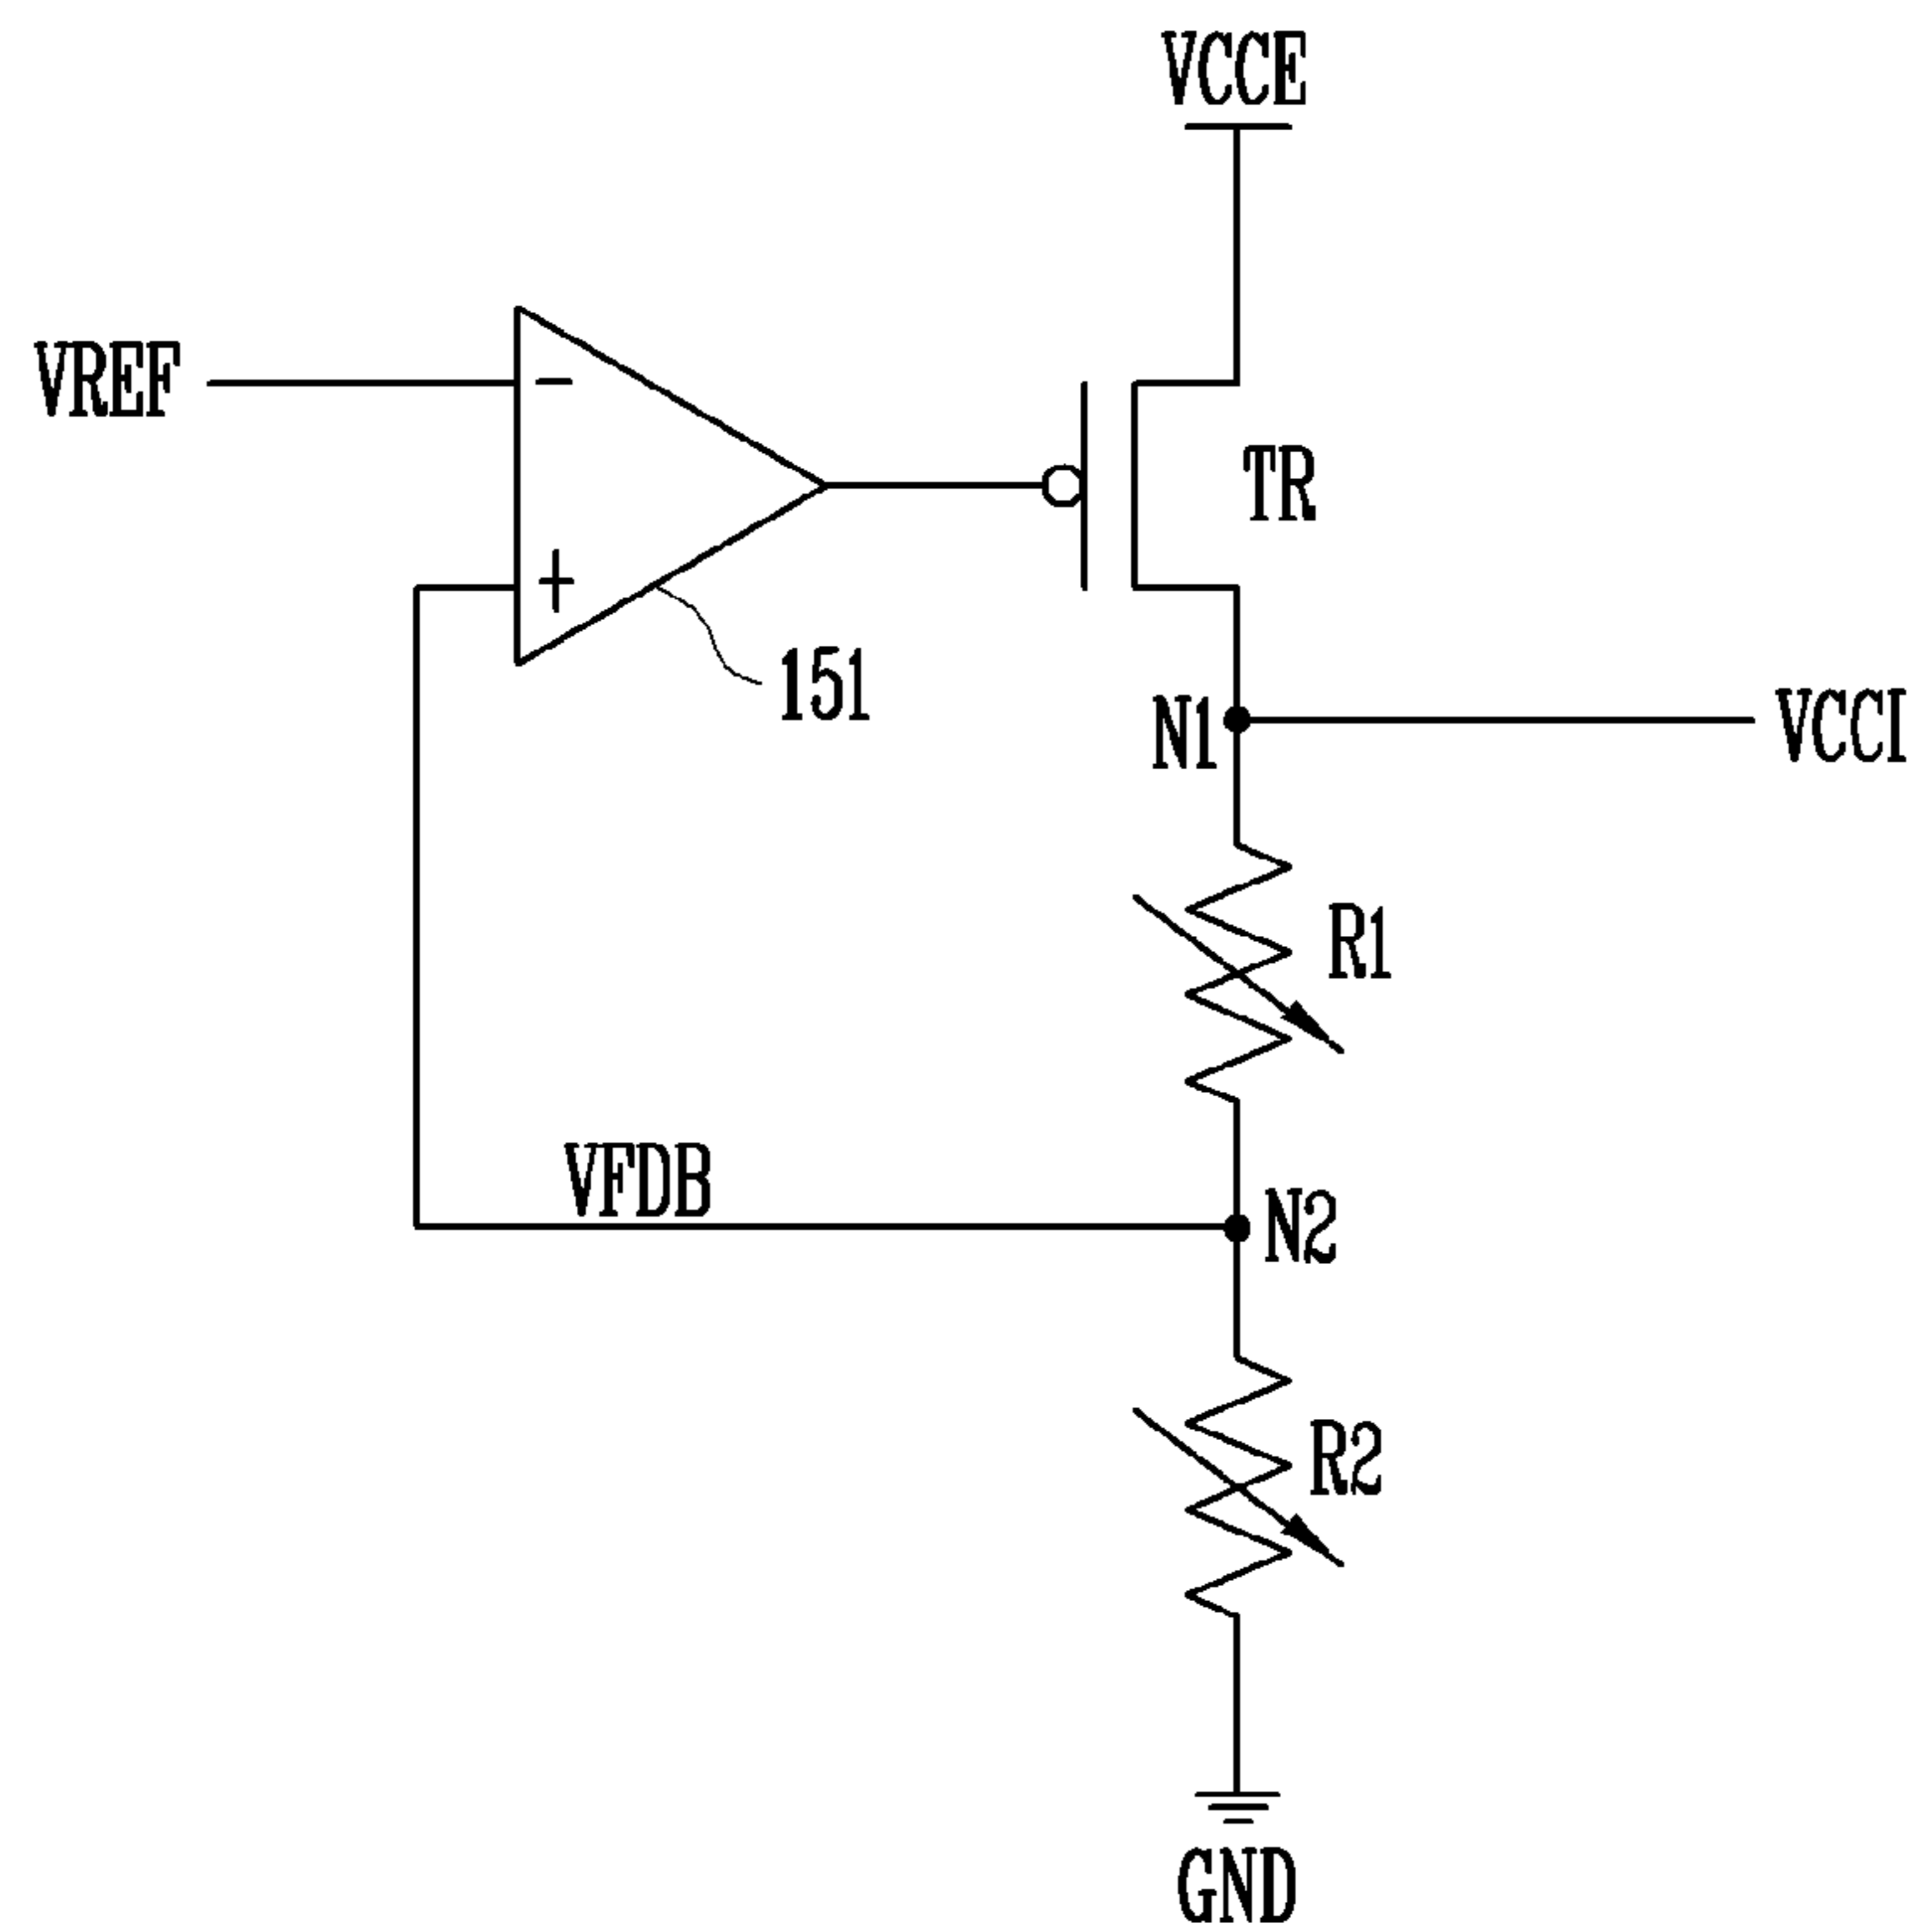 VCCE
VREF
−
TR
+
151
N1
VCCI
R1
VFDB
N2
R2
GND